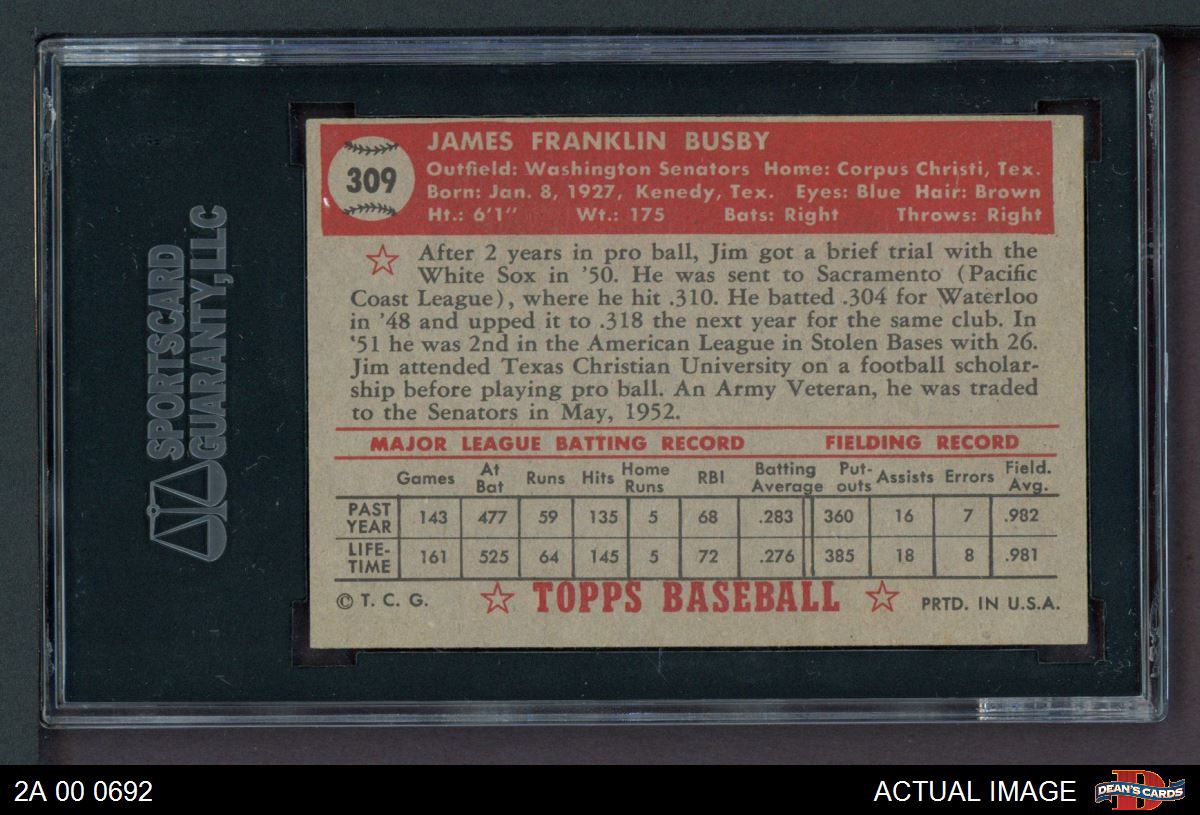 SPORTSCARD
GUARANTY, LLC
309
JAMES FRANKLIN BUSBY
Outfield: Washington Senators Home: Corpus Christi, Tex.
Born: Jan. 8, 1927, Kenedy, Tex. Eyes: Blue Hair: Brown
Ht.: 6'1" Wt.: 175 Bats: Right Throws: Right
After 2 years in pro ball, Jim got a brief trial with the
White Sox in '50. He was sent to Sacramento (Pacific
Coast League), where he hit .310. He batted .304 for Waterloo
in '48 and upped it to .318 the next year for the same club. In
'51 he was 2nd in the American League in Stolen Bases with 26.
Jim attended Texas Christian University on a football scholar-
ship before playing pro ball. An Army Veteran, he was traded
to the Senators in May, 1952.
MAJOR LEAGUE BATTING RECORD FIELDING RECORD
Games At Bat Runs Hits Home Runs RBI Batting Average Put-outs Assists Errors Field. Avg.
PAST YEAR 143 477 59 135 5 68 .283 360 16 7 .982
LIFE-TIME 161 525 64 145 5 72 .276 385 18 8 .981
© T. C. G. TOPPS BASEBALL PRTD. IN U.S.A.
2A 00 0692 ACTUAL IMAGE D DEAN'S CARDS